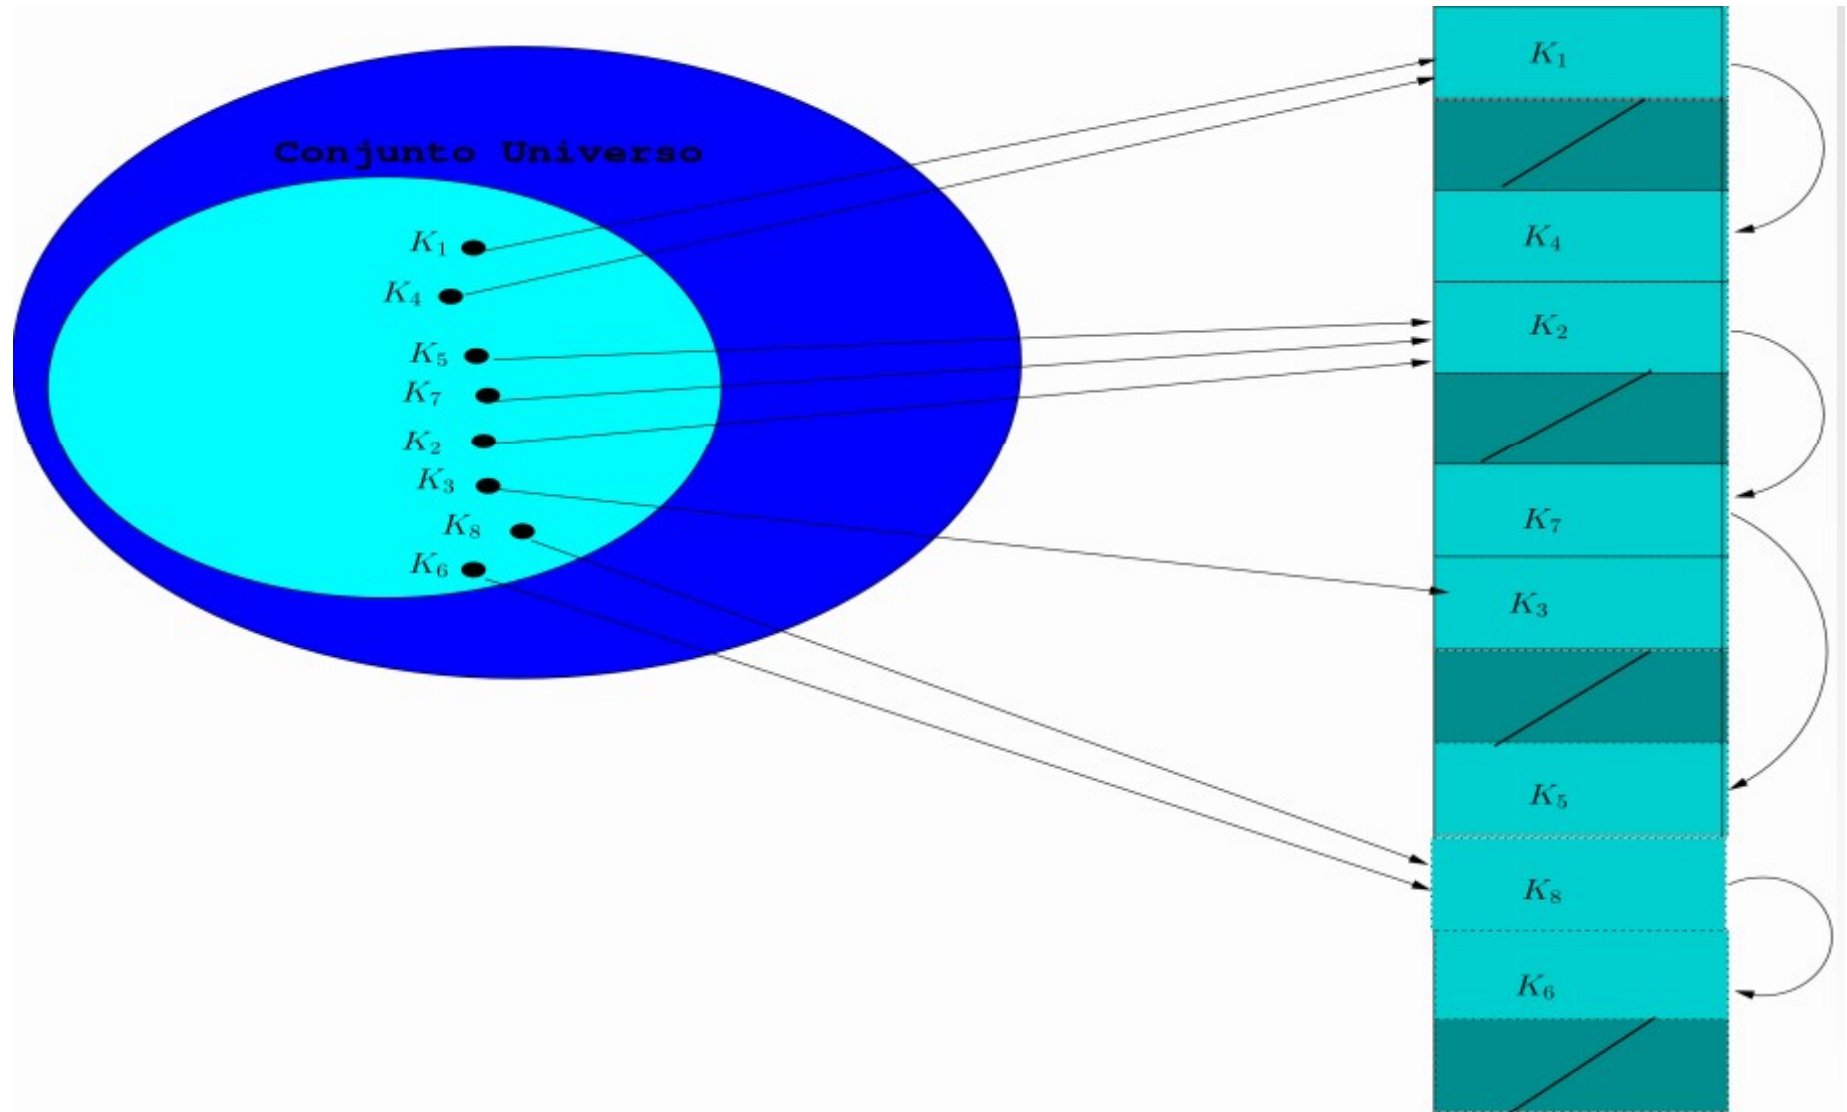 Conjunto Universo
K₁
K₄
K₅
K₇
K₂
K₃
K₈
K₆
K₁
K₄
K₂
K₇
K₃
K₅
K₈
K₆